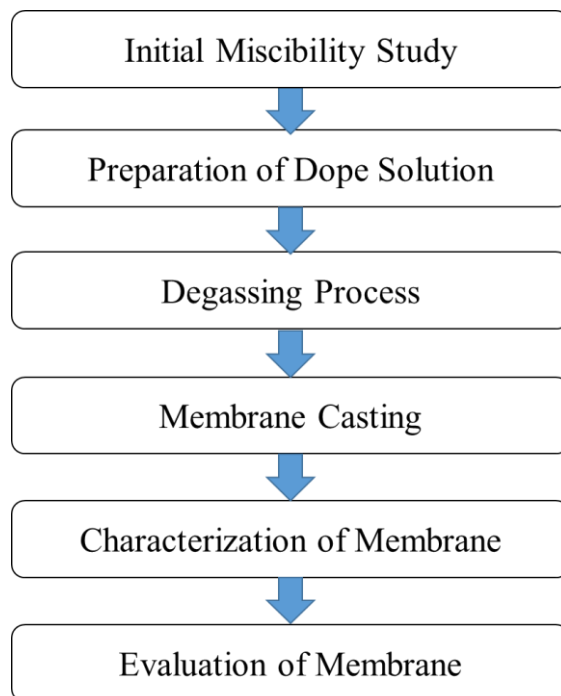 Initial Miscibility Study
Preparation of Dope Solution
Degassing Process
Membrane Casting
Characterization of Membrane
Evaluation of Membrane